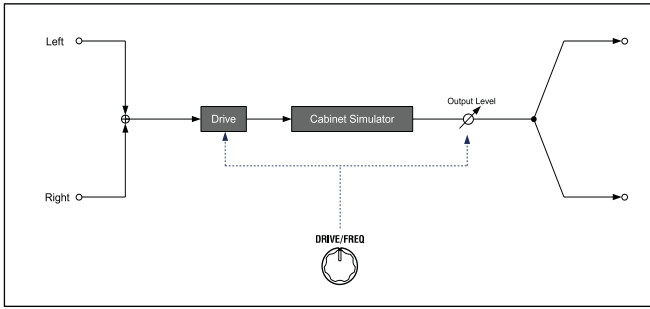 Left
Output Level
Drive
Cabinet Simulator
Right
DRIVE/FREQ